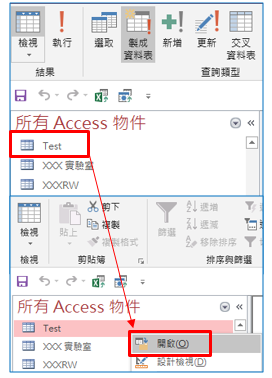 檢視 執行 選取 製成資料表 新增 更新 交叉資料表
結果 查詢類型
所有 Access 物件
Test
XXX 實驗室
XXXRW
檢視 貼上 剪下 複製 複製格式 篩選 遞增 遞減 移除排序
檢視 剪貼簿 排序與篩選
所有 Access 物件
Test
開啟(O)
XXX 實驗室
設計檢視(D)
XXXRW